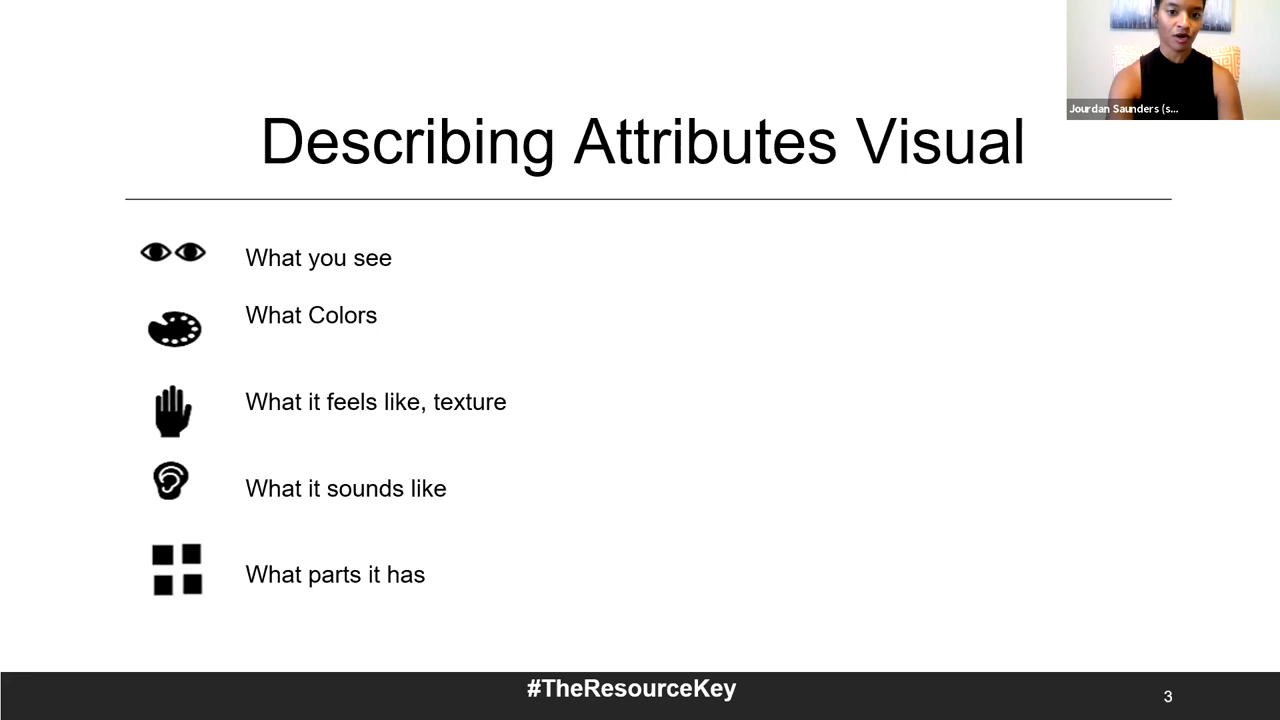 Jourdan Saunders (s...
Describing Attributes Visual
What you see
What Colors
What it feels like, texture
What it sounds like
What parts it has
#TheResourceKey
3